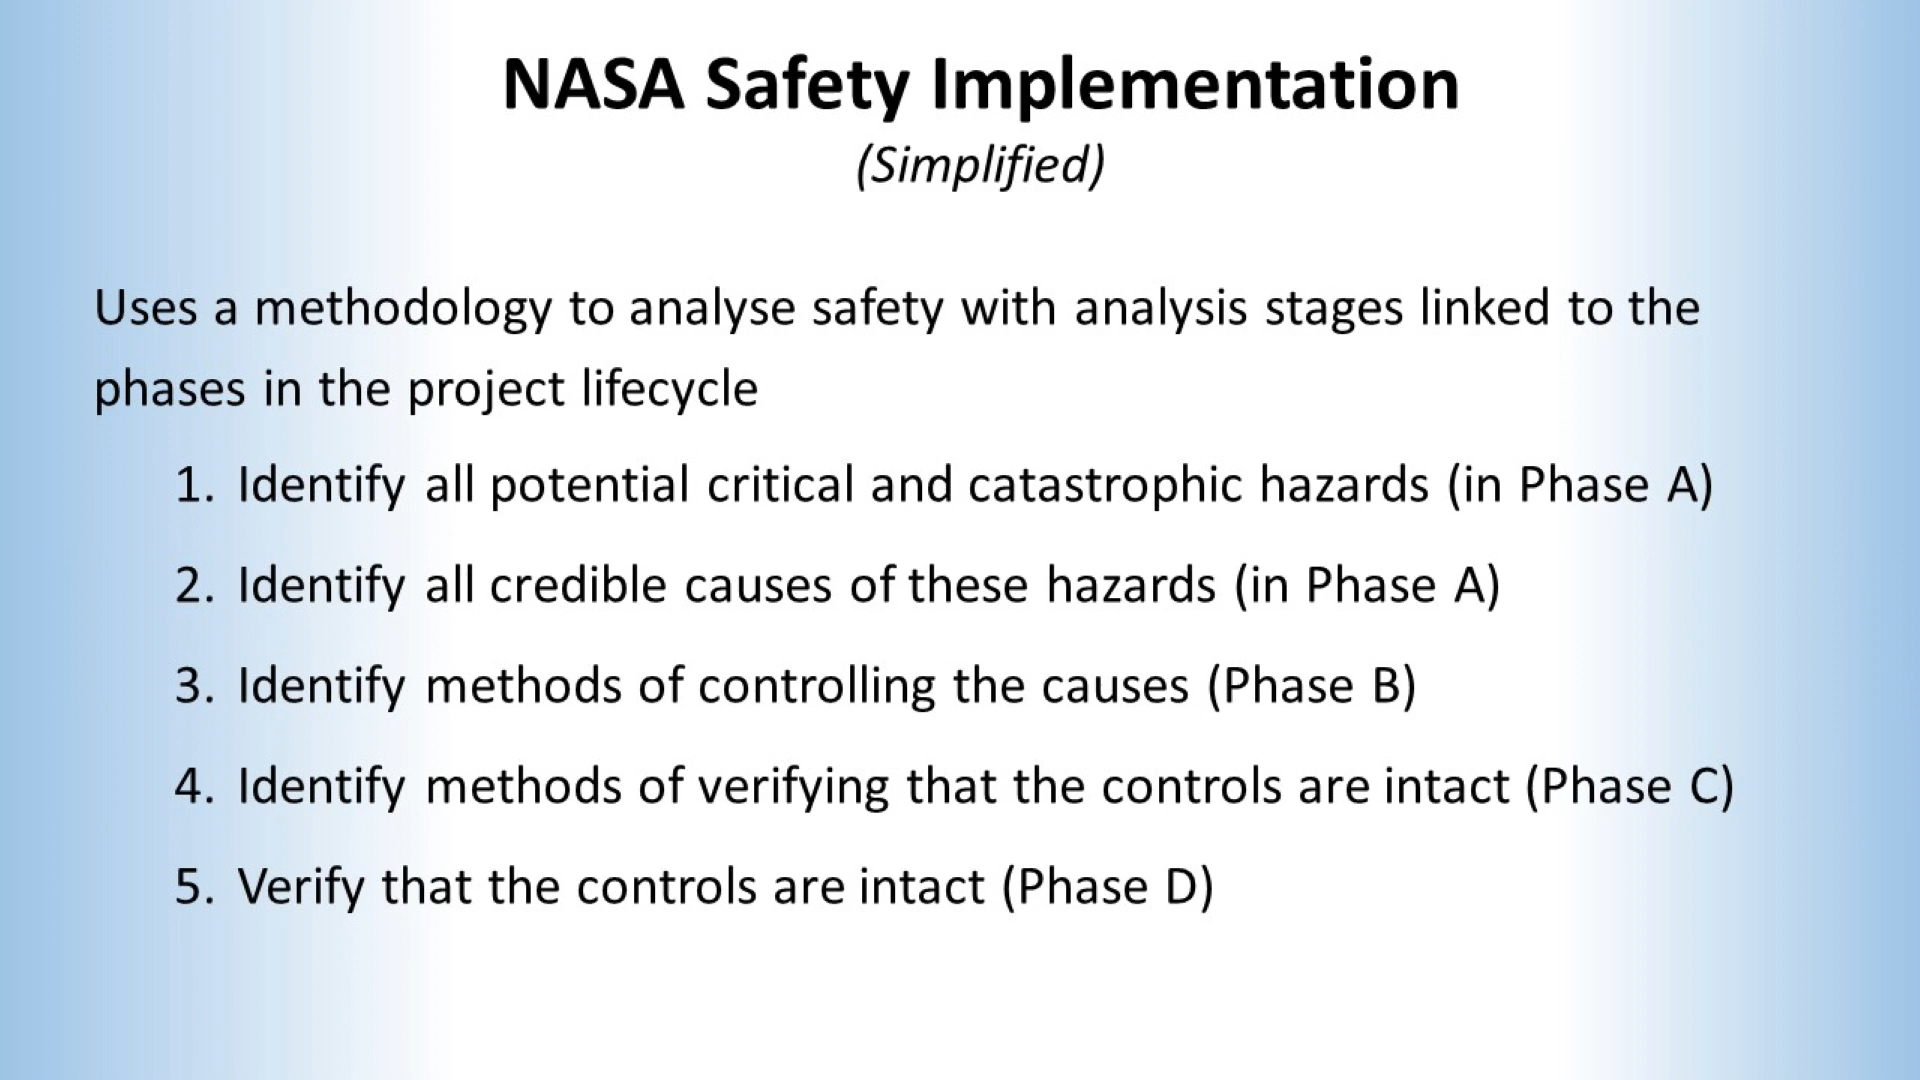 NASA Safety Implementation
(Simplified)
Uses a methodology to analyse safety with analysis stages linked to the
phases in the project lifecycle
1. Identify all potential critical and catastrophic hazards (in Phase A)
2. Identify all credible causes of these hazards (in Phase A)
3. Identify methods of controlling the causes (Phase B)
4. Identify methods of verifying that the controls are intact (Phase C)
5. Verify that the controls are intact (Phase D)